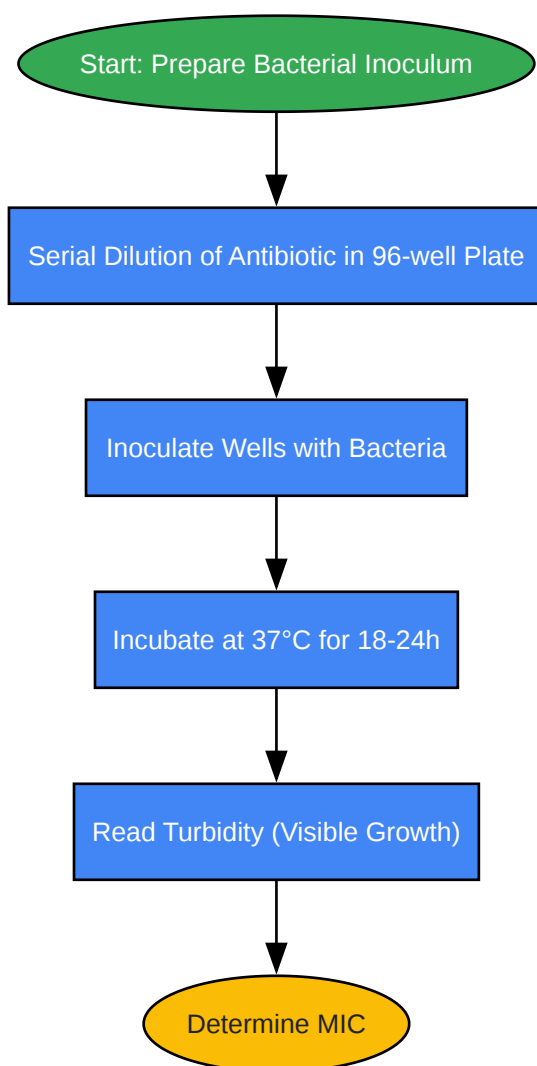 Start: Prepare Bacterial Inoculum
Serial Dilution of Antibiotic in 96-well Plate
Inoculate Wells with Bacteria
Incubate at 37°C for 18-24h
Read Turbidity (Visible Growth)
Determine MIC